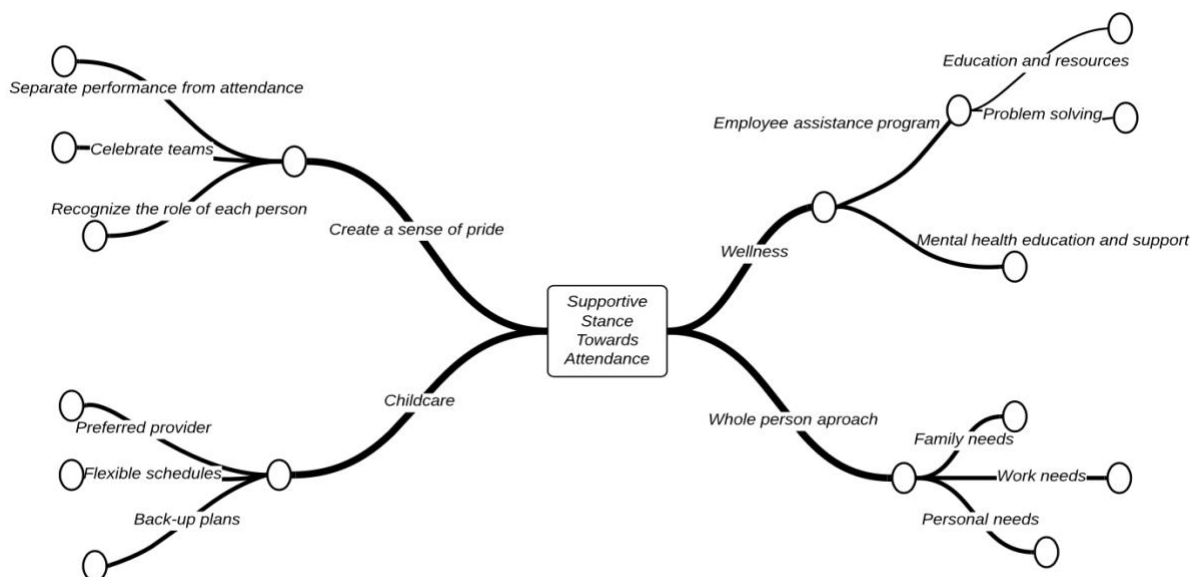 Separate performance from attendance
Celebrate teams
Recognize the role of each person
Create a sense of pride
Childcare
Preferred provider
Flexible schedules
Back-up plans
Supportive
Stance
Towards
Attendance
Education and resources
Employee assistance program
Problem solving
Mental health education and support
Wellness
Whole person aproach
Family needs
Work needs
Personal needs